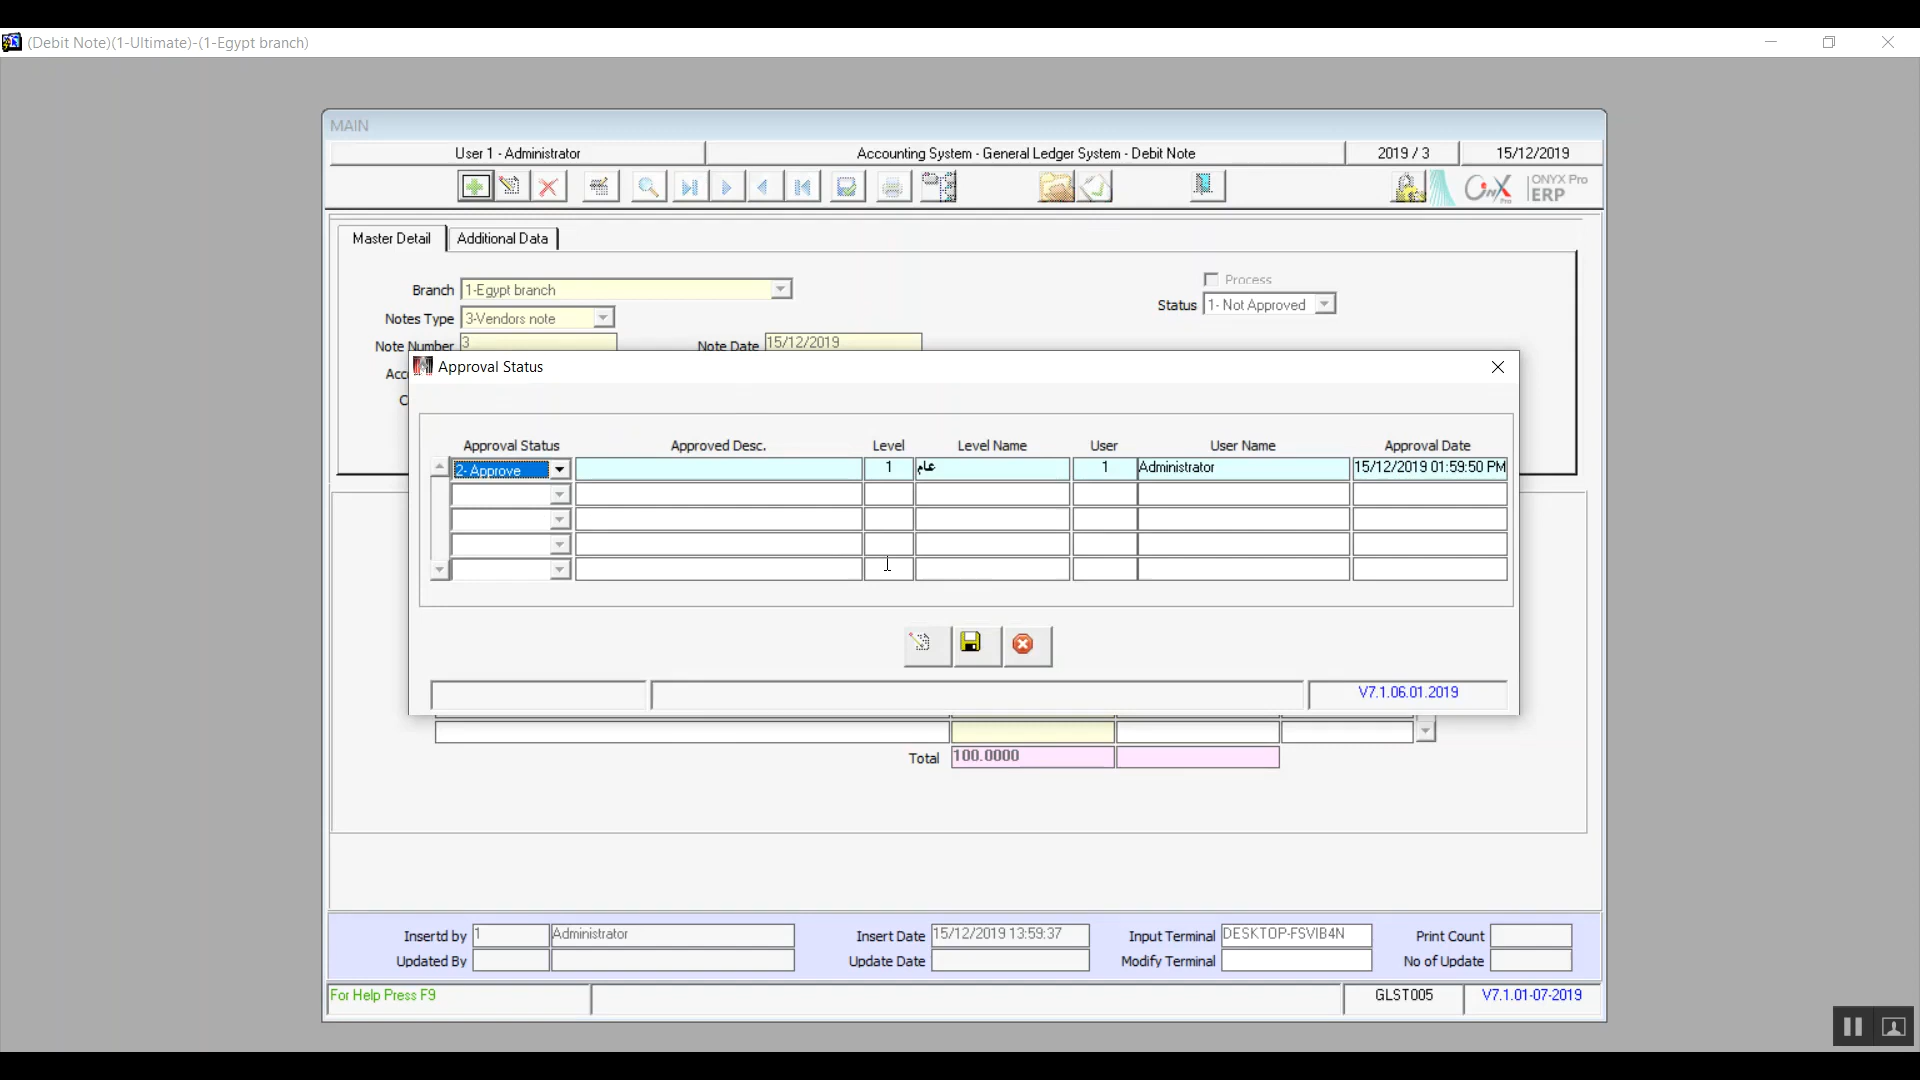 (Debit Note)(1-Ultimate)-(1-Egypt branch)
MAIN
User 1 - Administrator
Accounting System - General Ledger System - Debit Note
2019 / 3
15/12/2019
Onyx Pro
ONYX Pro
ERP
Master Detail
Additional Data
Process
Branch 1-Egypt branch
Status 1- Not Approved
Notes Type 3-Vendors note
Note Number 3
Note Date 15/12/2019
Acc
C
Approval Status
Approval Status Approved Desc. Level Level Name User User Name Approval Date
2- Approve 1 عام 1 Administrator 15/12/2019 01:59:50 PM
V7.1.06.01.2019
Total 100.0000
Insertd by 1 Administrator Insert Date 15/12/2019 13:59:37 Input Terminal DESKTOP-FSVIB4N Print Count
Updated By Update Date Modify Terminal No of Update
For Help Press F9
GLST005
V7.1.01-07-2019